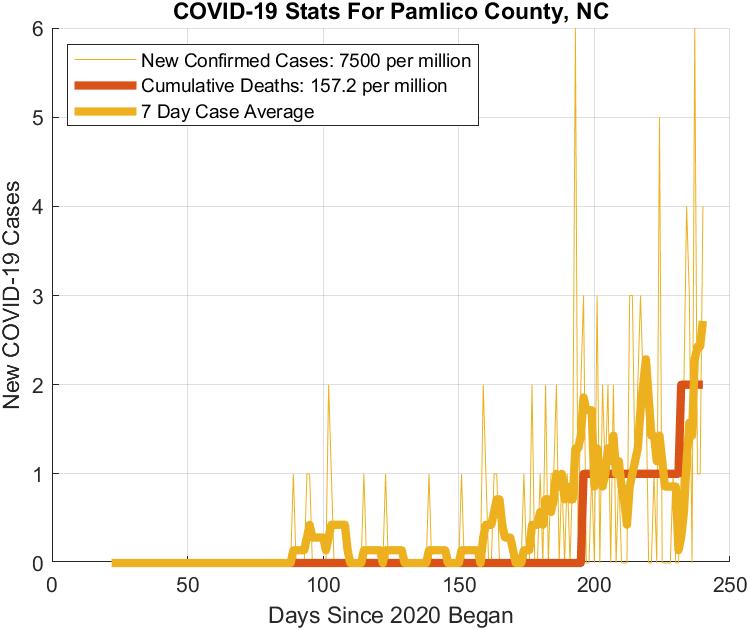 COVID-19 Stats For Pamlico County, NC
New Confirmed Cases: 7500 per million
Cumulative Deaths: 157.2 per million
7 Day Case Average
New COVID-19 Cases
6
5
4
3
2
1
0
0 50 100 150 200 250
Days Since 2020 Began